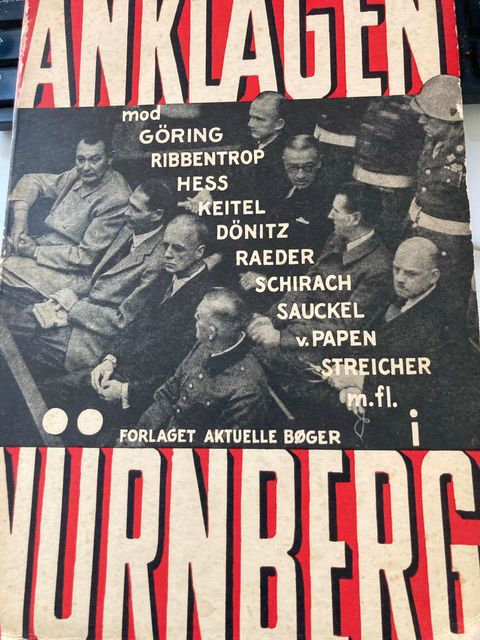 ANKLAGEN
mod
GÖRING
RIBBENTROP
HESS
KEITEL
DÖNITZ
RAEDER
SCHIRACH
SAUCKEL
v. PAPEN
STREICHER
m.fl.
i
FORLAGET AKTUELLE BØGER
NÜRNBERG